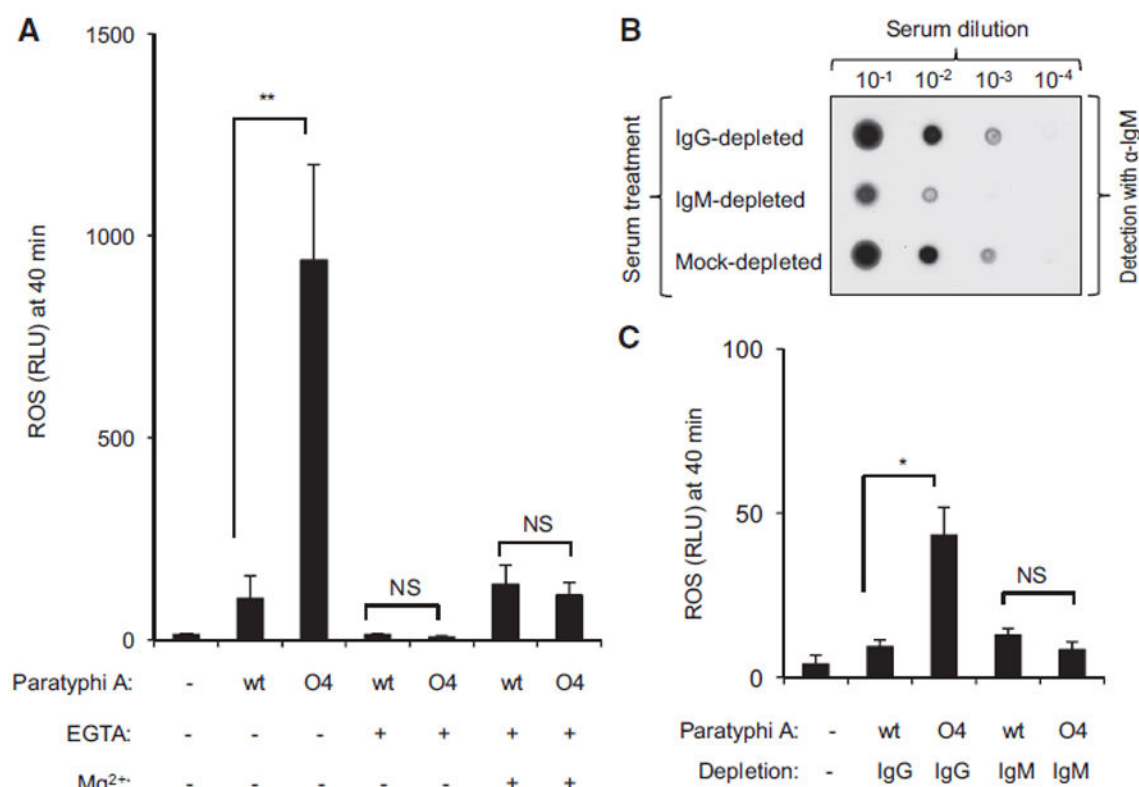 A
1500
1000
500
0
ROS (RLU) at 40 min
**
NS
NS
Paratyphi A: - wt O4 wt O4 wt O4
EGTA: - - - + + + +
Mg2+: - - - - - + +
B
Serum dilution
10-1 10-2 10-3 10-4
Serum treatment
IgG-depleted
IgM-depleted
Mock-depleted
Detection with α-IgM
C
100
50
0
ROS (RLU) at 40 min
*
NS
Paratyphi A: - wt O4 wt O4
Depletion: - IgG IgG IgM IgM